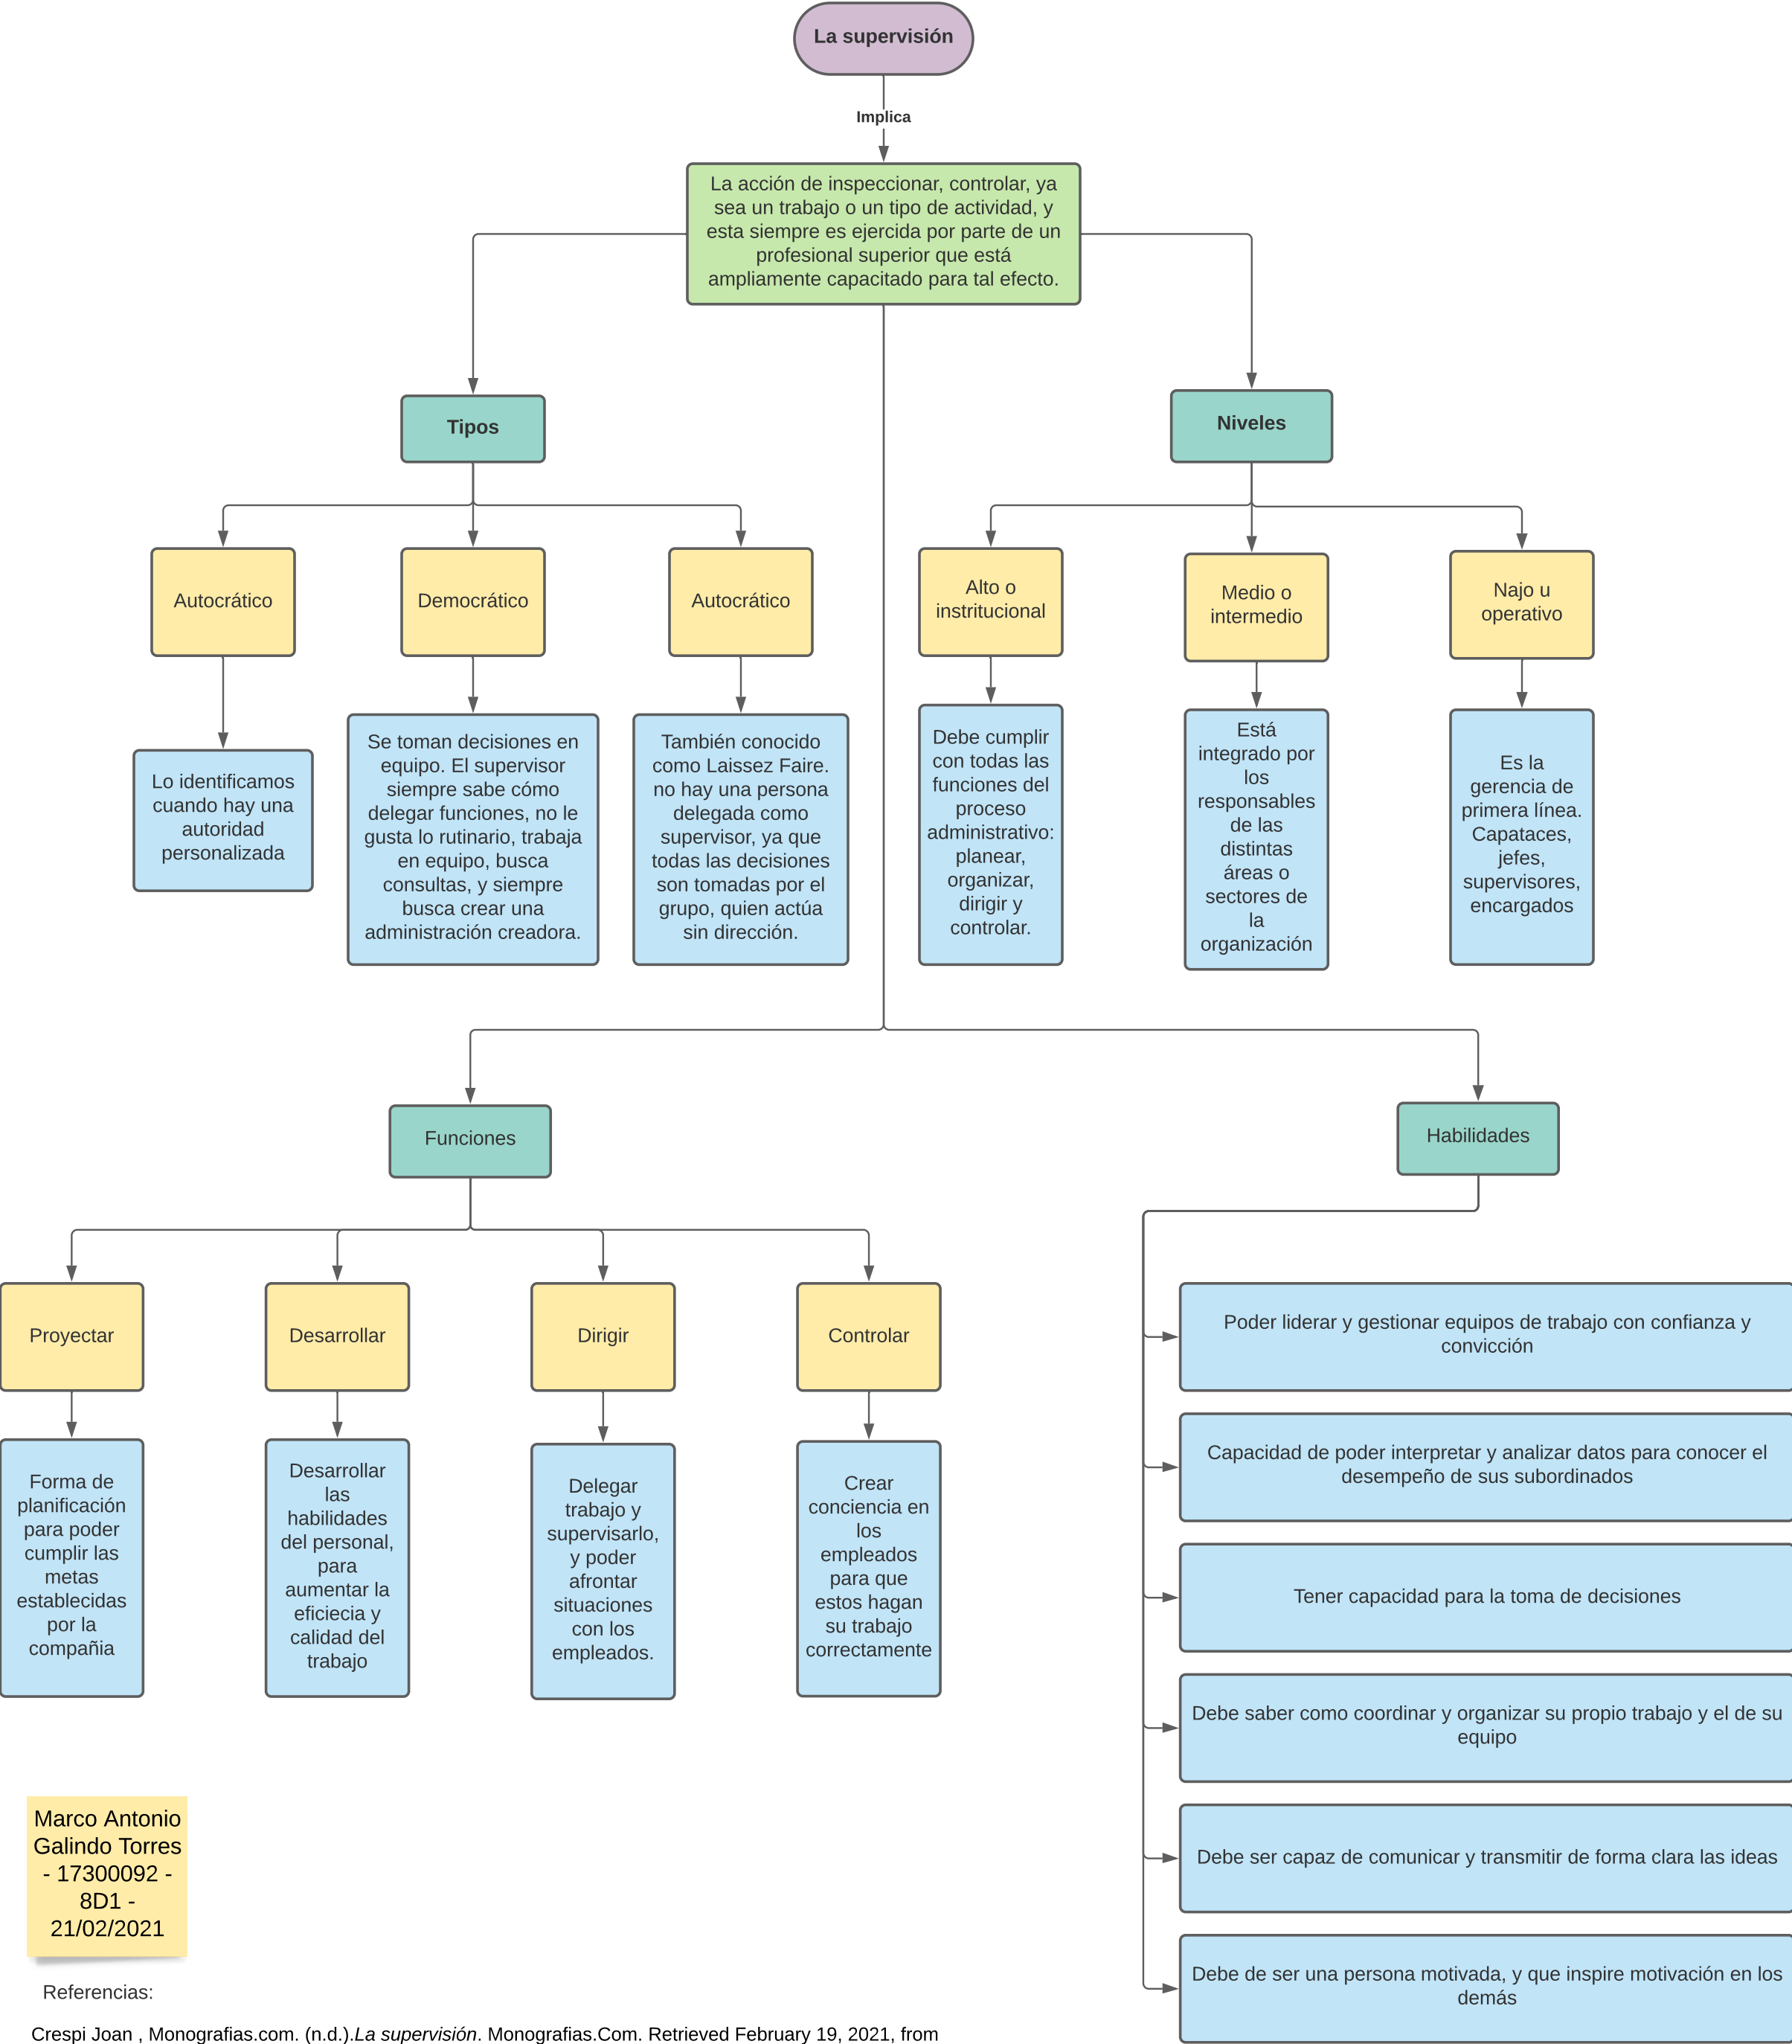 La supervisión
Implica
La acción de inspeccionar, controlar, ya
sea un trabajo o un tipo de actividad, y
esta siempre es ejercida por parte de un
profesional superior que está
ampliamente capacitado para tal efecto.
Tipos
Niveles
Autocrático
Democrático
Autocrático
Alto o
institrucional
Medio o
intermedio
Najo u
operativo
Lo identificamos
cuando hay una
autoridad
personalizada
Se toman decisiones en
equipo. El supervisor
siempre sabe cómo
delegar funciones, no le
gusta lo rutinario, trabaja
en equipo, busca
consultas, y siempre
busca crear una
administración creadora.
También conocido
como Laissez Faire.
no hay una persona
delegada como
supervisor, ya que
todas las decisiones
son tomadas por el
grupo, quien actúa
sin dirección.
Debe cumplir
con todas las
funciones del
proceso
administrativo:
planear,
organizar,
dirigir y
controlar.
Está
integrado por
los
responsables
de las
distintas
áreas o
sectores de
la
organización
Es la
gerencia de
primera línea.
Capataces,
jefes,
supervisores,
encargados
Funciones
Habilidades
Proyectar
Desarrollar
Dirigir
Controlar
Forma de
planificación
para poder
cumplir las
metas
establecidas
por la
compañia
Desarrollar
las
habilidades
del personal,
para
aumentar la
eficiecia y
calidad del
trabajo
Delegar
trabajo y
supervisarlo,
y poder
afrontar
situaciones
con los
empleados.
Crear
conciencia en
los
empleados
para que
estos hagan
su trabajo
correctamente
Poder liderar y gestionar equipos de trabajo con confianza y
convicción
Capacidad de poder interpretar y analizar datos para conocer el
desempeño de sus subordinados
Tener capacidad para la toma de decisiones
Debe saber como coordinar y organizar su propio trabajo y el de su
equipo
Debe ser capaz de comunicar y transmitir de forma clara las ideas
Debe de ser una persona motivada, y que inspire motivación en los
demás
Marco Antonio
Galindo Torres
- 17300092 -
8D1 -
21/02/2021
Referencias:
Crespi Joan , Monografias.com. (n.d.).La supervisión. Monografias.Com. Retrieved February 19, 2021, from